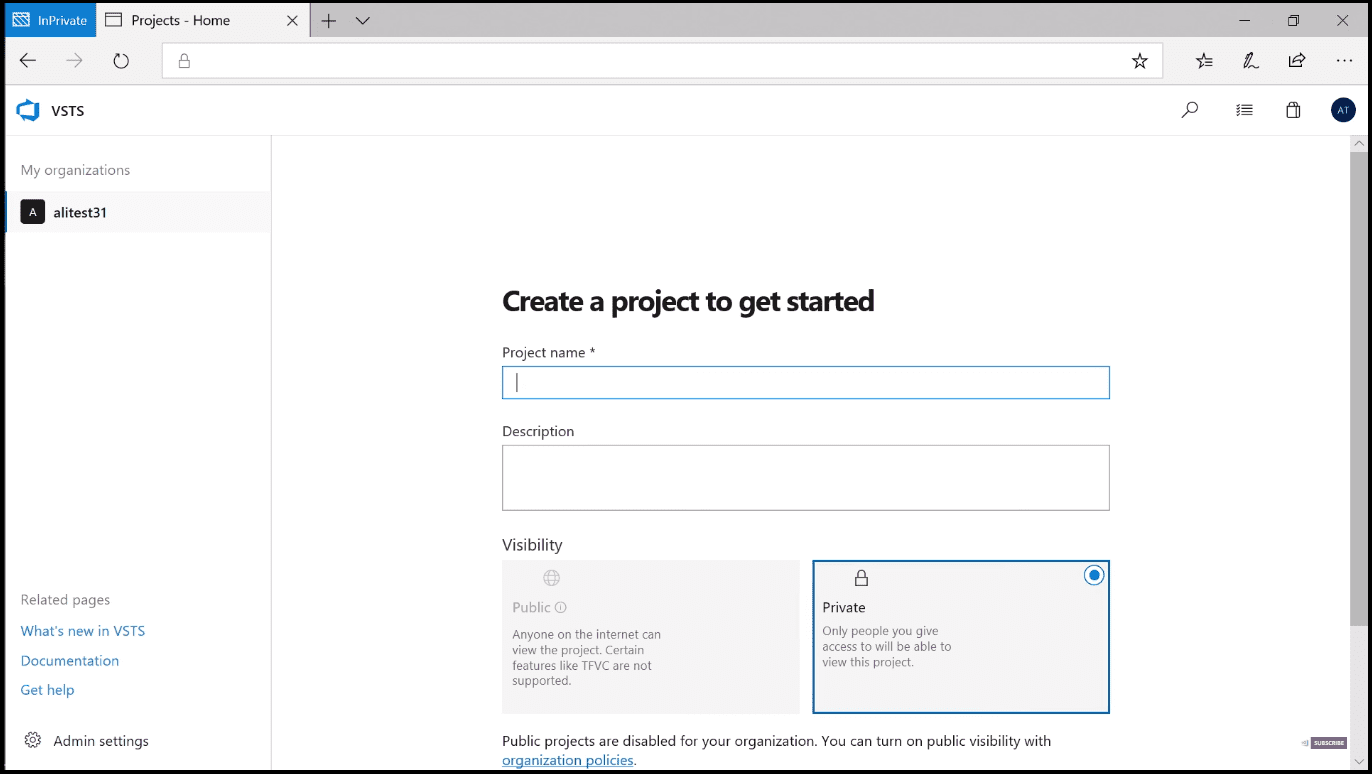 InPrivate
Projects - Home
VSTS
AT
My organizations
A
alitest31
Create a project to get started
Project name *
Description
Visibility
Public
Anyone on the internet can
view the project. Certain
features like TFVC are not
supported.
Private
Only people you give
access to will be able to
view this project.
Public projects are disabled for your organization. You can turn on public visibility with
organization policies.
Related pages
What's new in VSTS
Documentation
Get help
Admin settings
SUBSCRIBE